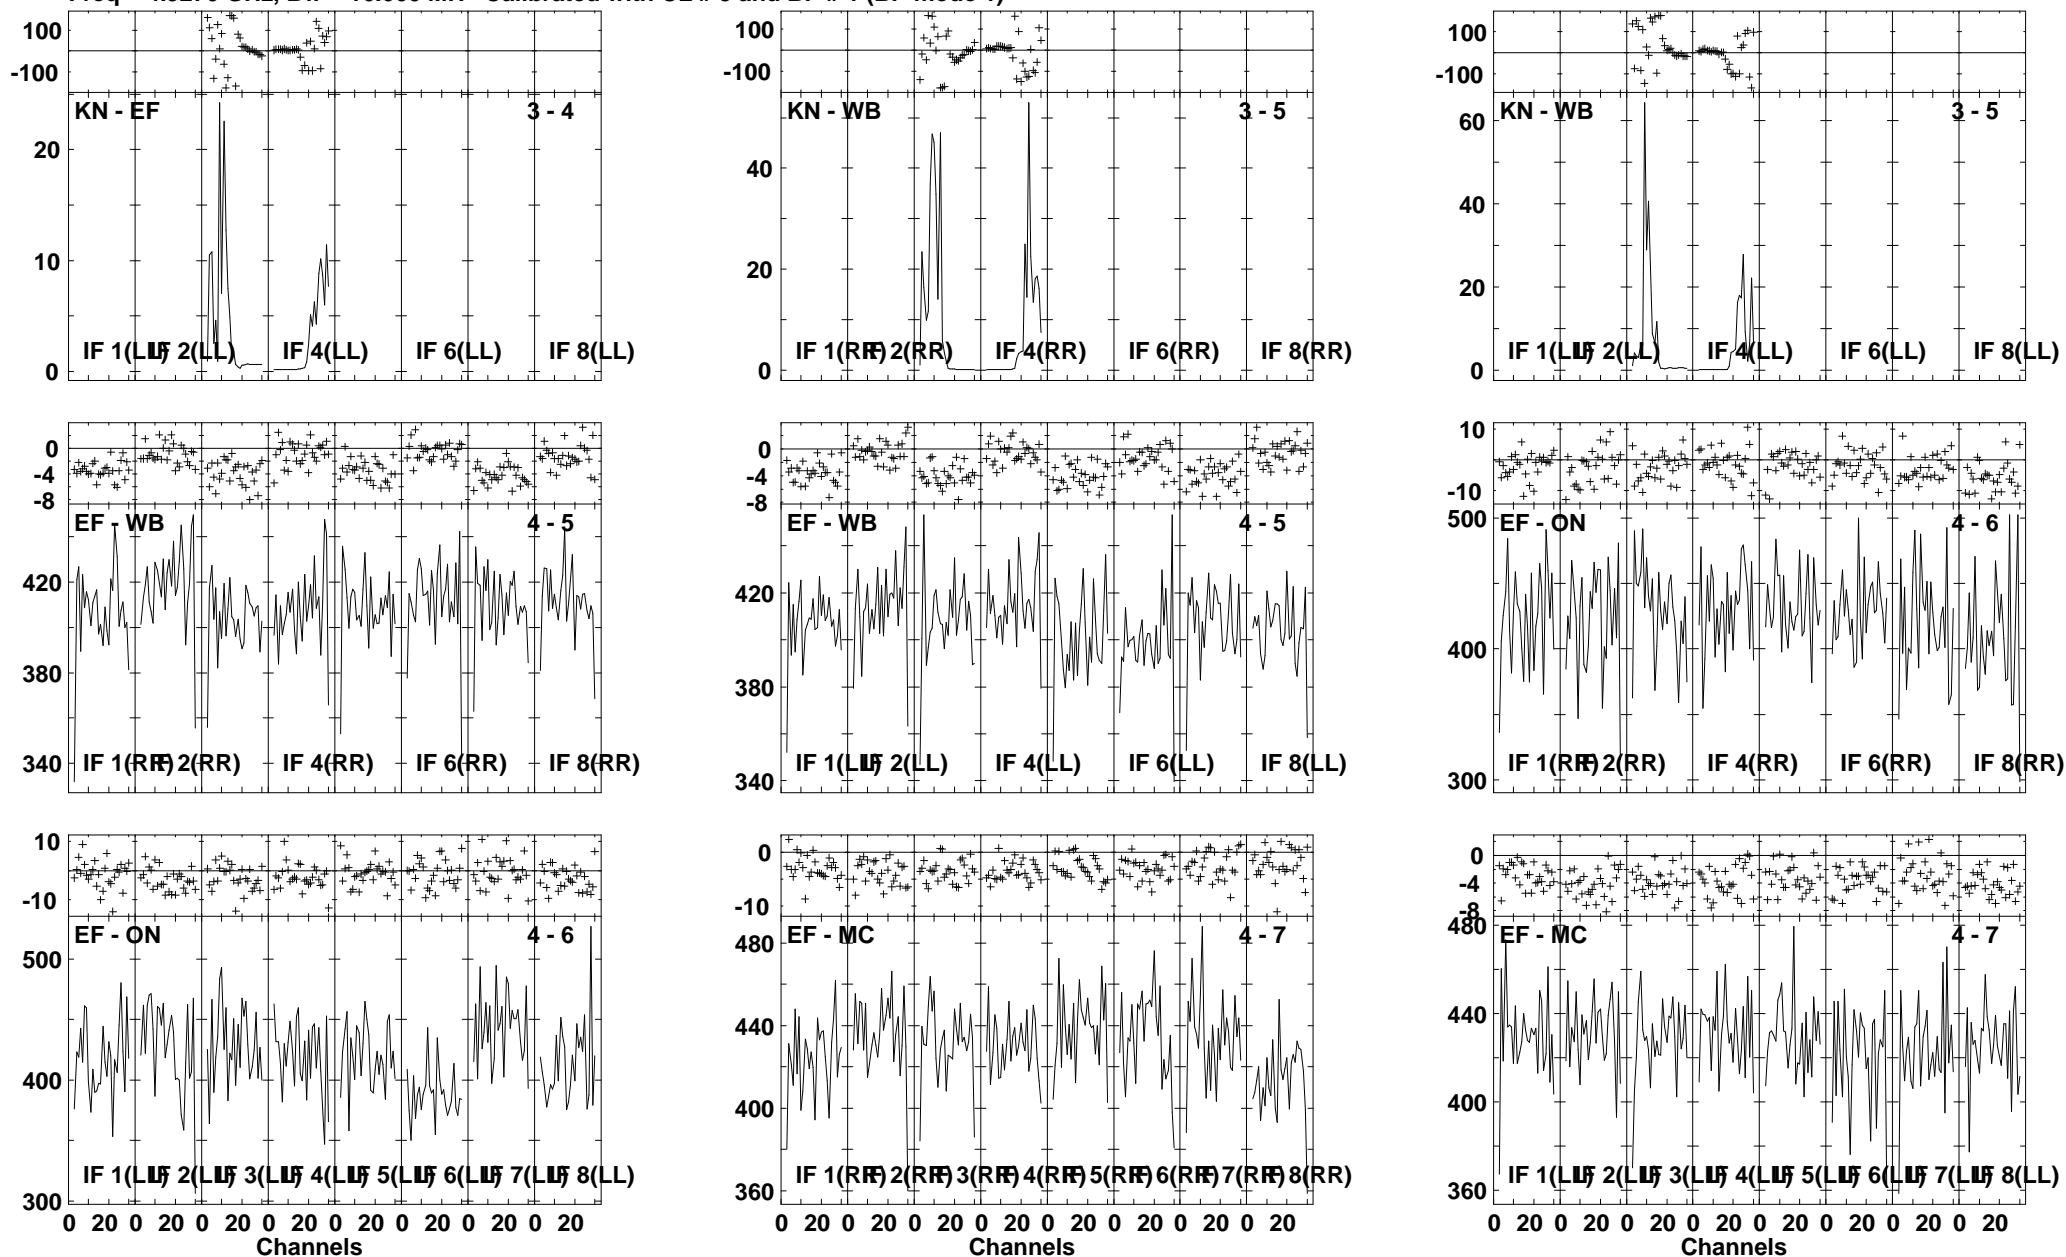 100
-100
KN - EF 3 - 4
20
10
0
IF 1(LL) IF 2(LL) IF 4(LL) IF 6(LL) IF 8(LL)
100
-100
KN - WB 3 - 5
40
20
0
IF 1(RR) IF 2(RR) IF 4(RR) IF 6(RR) IF 8(RR)
100
-100
KN - WB 3 - 5
60
40
20
0
IF 1(LL) IF 2(LL) IF 4(LL) IF 6(LL) IF 8(LL)
0
-4
-8
EF - WB 4 - 5
420
380
340
IF 1(RR) IF 2(RR) IF 4(RR) IF 6(RR) IF 8(RR)
0
-4
-8
EF - WB 4 - 5
420
380
340
IF 1(LL) IF 2(LL) IF 4(LL) IF 6(LL) IF 8(LL)
10
-10
EF - ON 4 - 6
500
400
300
IF 1(RR) IF 2(RR) IF 4(RR) IF 6(RR) IF 8(RR)
10
-10
EF - ON 4 - 6
500
400
300
IF 1(LL) IF 2(LL) IF 3(LL) IF 4(LL) IF 5(LL) IF 6(LL) IF 7(LL) IF 8(LL)
0 20 0 20 0 20 0 20 0 20 0 20 0 20 0 20
Channels
0
-10
EF - MC 4 - 7
480
440
400
360
IF 1(RR) IF 2(RR) IF 3(RR) IF 4(RR) IF 5(RR) IF 6(RR) IF 7(RR) IF 8(RR)
0 20 0 20 0 20 0 20 0 20 0 20 0 20 0 20
Channels
0
-4
-8
EF - MC 4 - 7
480
440
400
360
IF 1(LL) IF 2(LL) IF 3(LL) IF 4(LL) IF 5(LL) IF 6(LL) IF 7(LL) IF 8(LL)
0 20 0 20 0 20 0 20 0 20 0 20 0 20 0 20
Channels